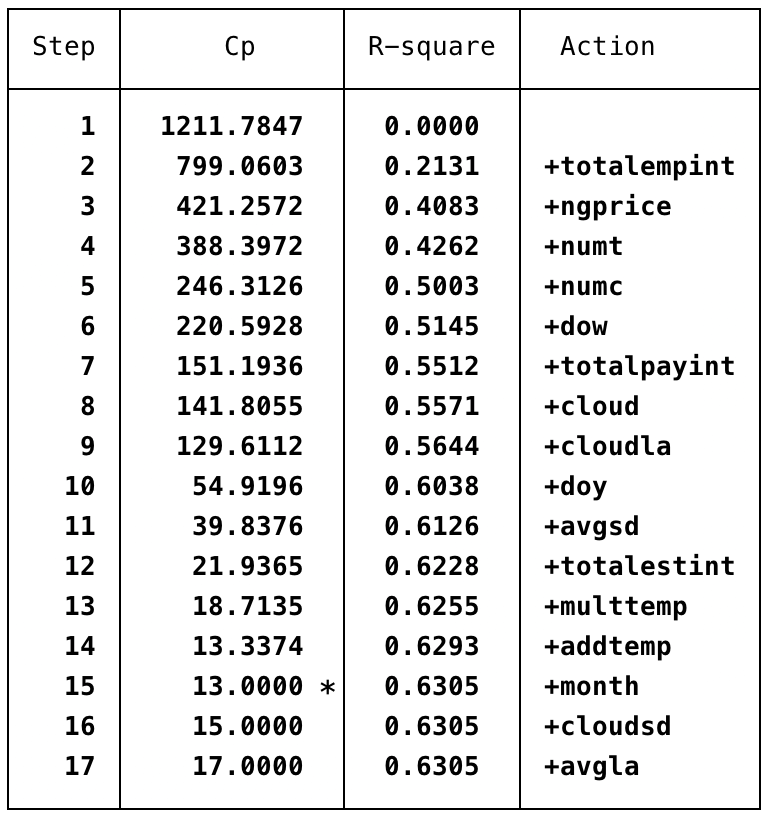 Step Cp R−square Action
1 1211.7847 0.0000
2 799.0603 0.2131 +totalempint
3 421.2572 0.4083 +ngprice
4 388.3972 0.4262 +numt
5 246.3126 0.5003 +numc
6 220.5928 0.5145 +dow
7 151.1936 0.5512 +totalpayint
8 141.8055 0.5571 +cloud
9 129.6112 0.5644 +cloudla
10 54.9196 0.6038 +doy
11 39.8376 0.6126 +avgsd
12 21.9365 0.6228 +totalestint
13 18.7135 0.6255 +multtemp
14 13.3374 0.6293 +addtemp
15 13.0000 * 0.6305 +month
16 15.0000 0.6305 +cloudsd
17 17.0000 0.6305 +avgla